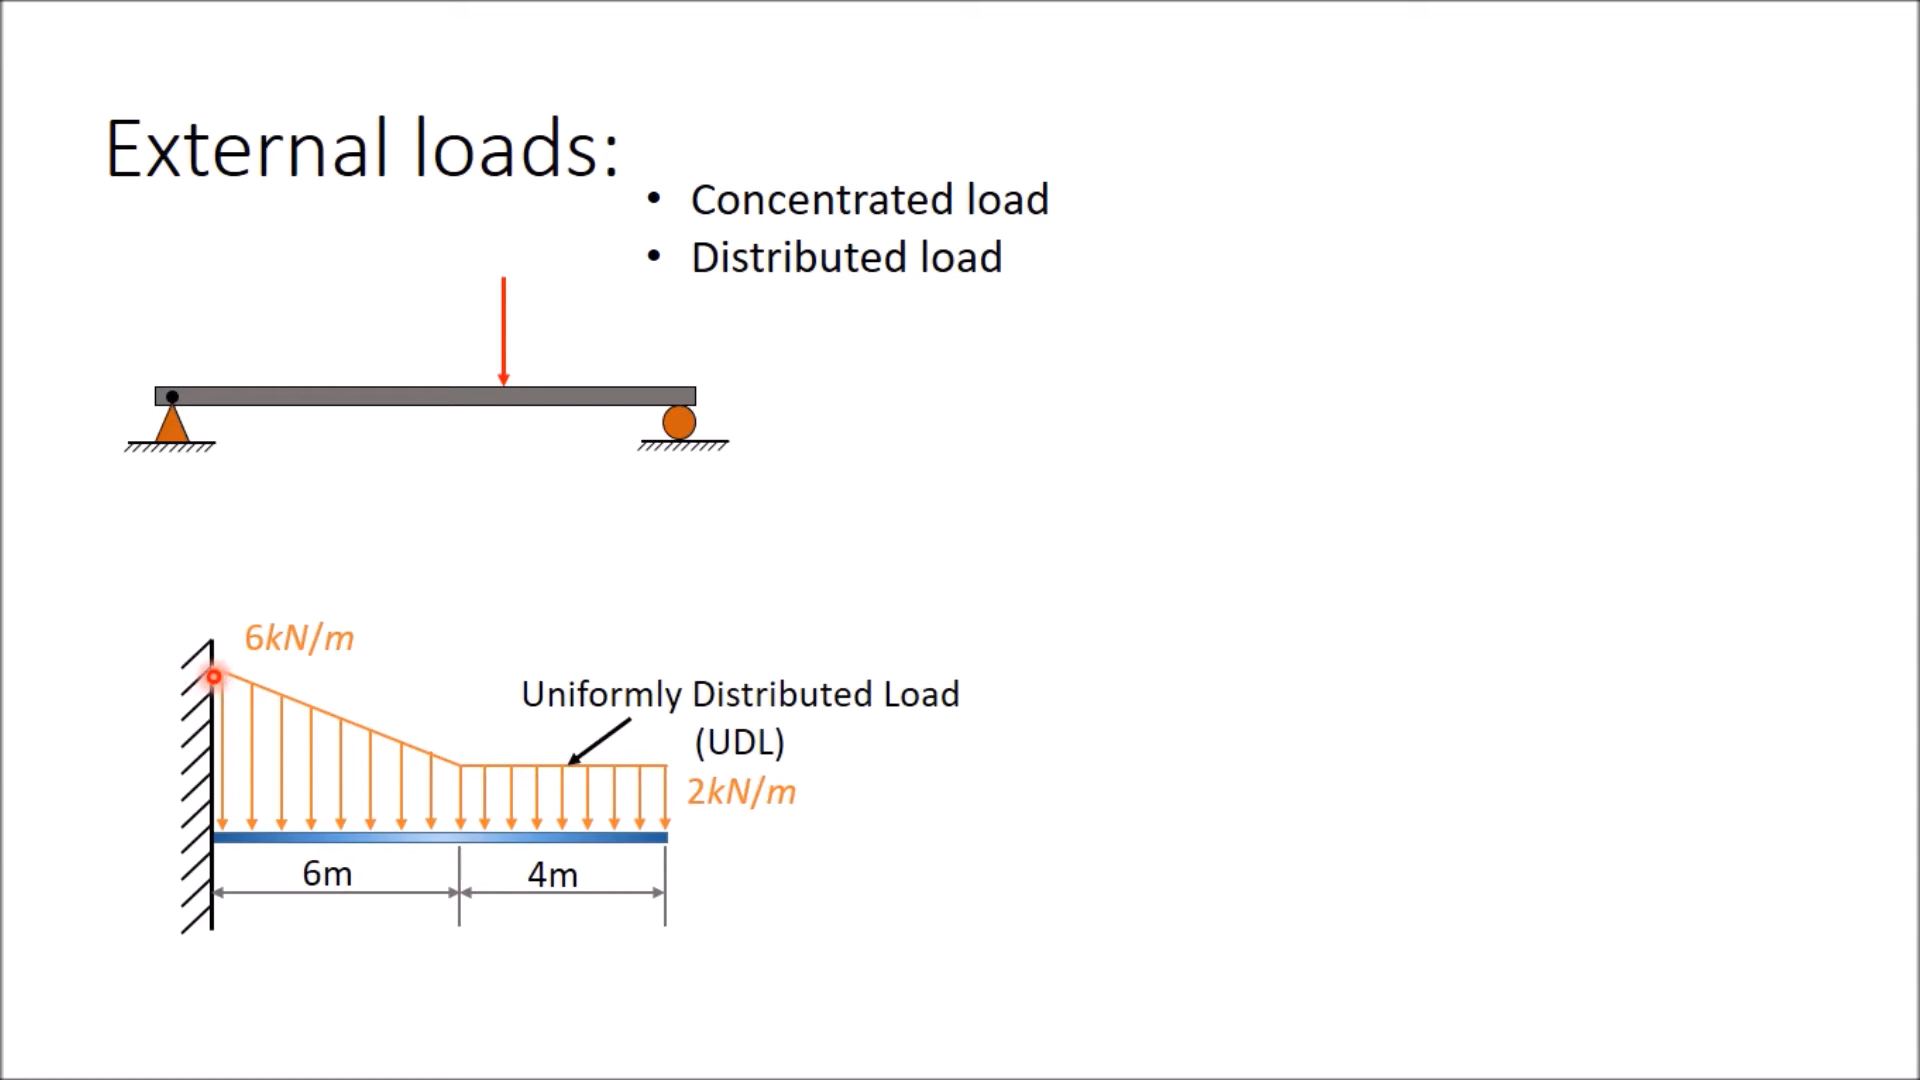 External loads:
• Concentrated load
• Distributed load
6kN/m
Uniformly Distributed Load
(UDL)
2kN/m
6m
4m